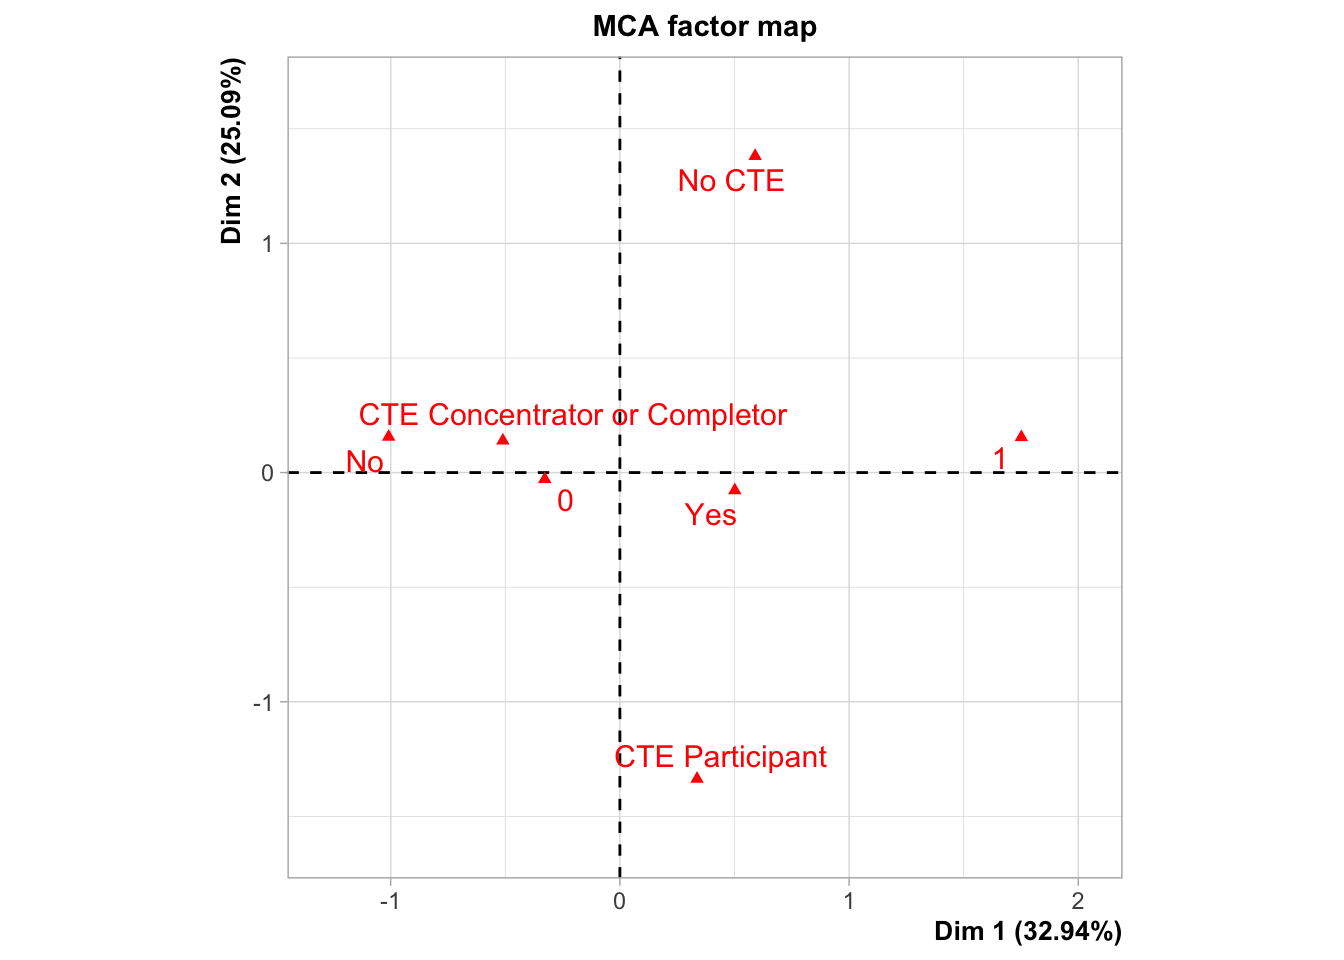 MCA factor map
Dim 2 (25.09%)
No CTE
1
CTE Concentrator or Completor
No
1
0
0
Yes
-1
CTE Participant
-1
0
1
2
Dim 1 (32.94%)